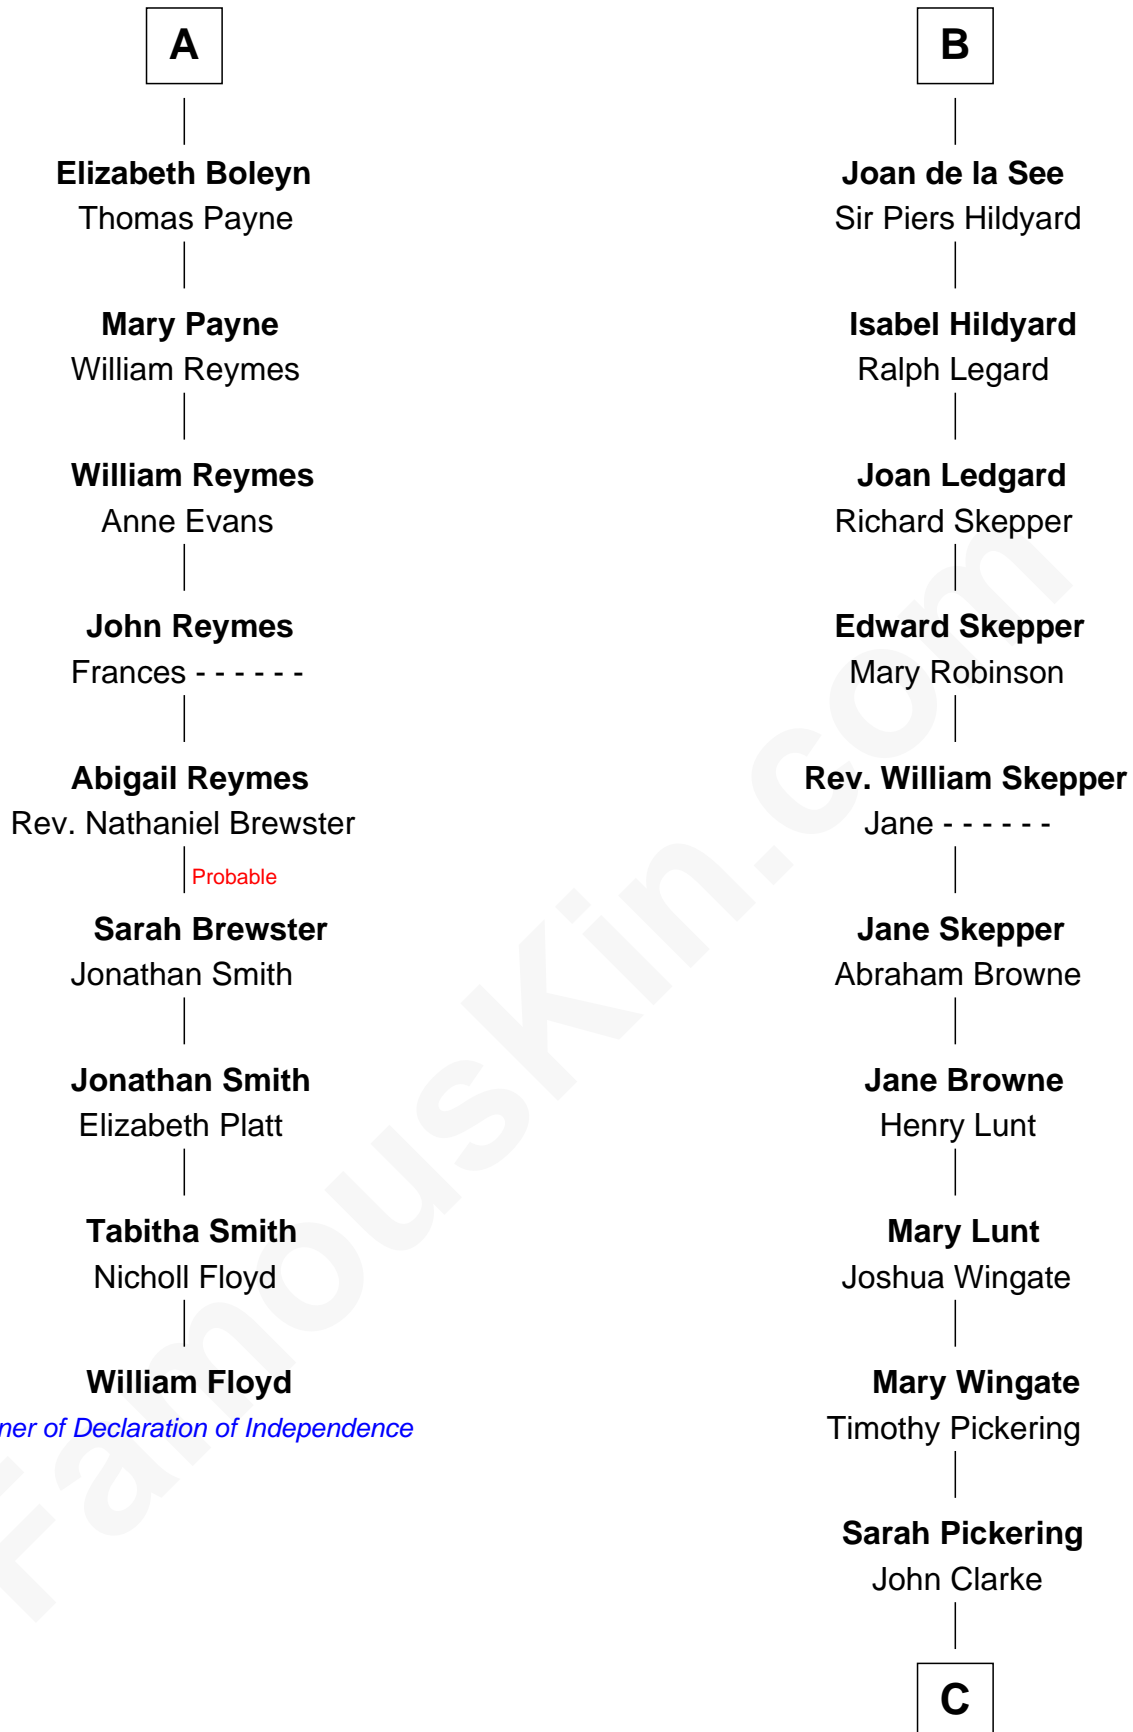 A
Elizabeth Boleyn
Thomas Payne
Mary Payne
William Reymes
William Reymes
Anne Evans
John Reymes
Frances - - - - - -
Abigail Reymes
Rev. Nathaniel Brewster
Probable
Sarah Brewster
Jonathan Smith
Jonathan Smith
Elizabeth Platt
Tabitha Smith
Nicholl Floyd
William Floyd
ner of Declaration of Independence
B
Joan de la See
Sir Piers Hildyard
Isabel Hildyard
Ralph Legard
Joan Ledgard
Richard Skepper
Edward Skepper
Mary Robinson
Rev. William Skepper
Jane - - - - - -
Jane Skepper
Abraham Browne
Jane Browne
Henry Lunt
Mary Lunt
Joshua Wingate
Mary Wingate
Timothy Pickering
Sarah Pickering
John Clarke
C
FamousKin.com